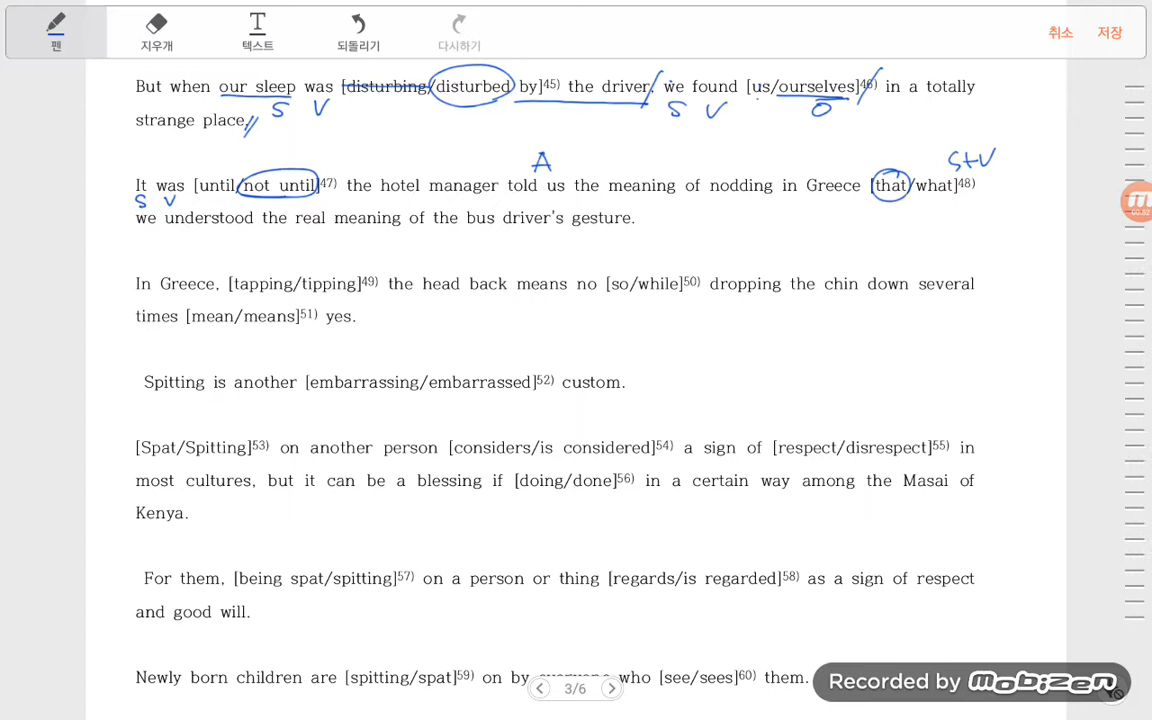 펜 지우개 텍스트 되돌리기 다시하기 취소 저장
But when our sleep was [disturbing/disturbed by]45) the driver, we found [us/ourselves]46) in a totally
S V S V O
strange place,
A S+V
It was [until/not until]47) the hotel manager told us the meaning of nodding in Greece [that/what]48)
S V
we understood the real meaning of the bus driver's gesture.
In Greece, [tapping/tipping]49) the head back means no [so/while]50) dropping the chin down several
times [mean/means]51) yes.
Spitting is another [embarrassing/embarrassed]52) custom.
[Spat/Spitting]53) on another person [considers/is considered]54) a sign of [respect/disrespect]55) in
most cultures, but it can be a blessing if [doing/done]56) in a certain way among the Masai of
Kenya.
For them, [being spat/spitting]57) on a person or thing [regards/is regarded]58) as a sign of respect
and good will.
Newly born children are [spitting/spat]59) on by everyone who [see/sees]60) them.
3/6
Recorded by mobizen